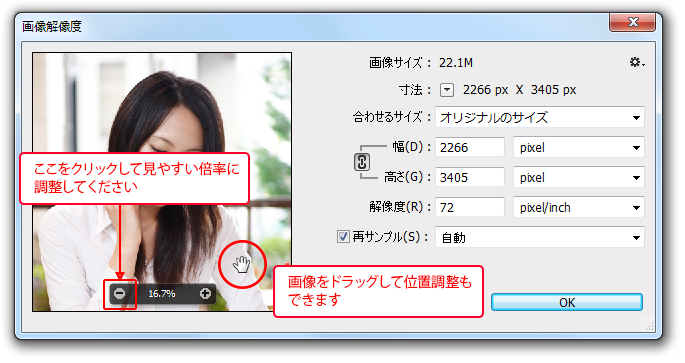 画像解像度
画像サイズ： 22.1M
寸法： 2266 px X 3405 px
合わせるサイズ： オリジナルのサイズ
幅(D)： 2266 pixel
高さ(G)： 3405 pixel
解像度(R)： 72 pixel/inch
再サンプル(S)： 自動
ここをクリックして見やすい倍率に
調整してください
16.7%
画像をドラッグして位置調整も
できます
OK